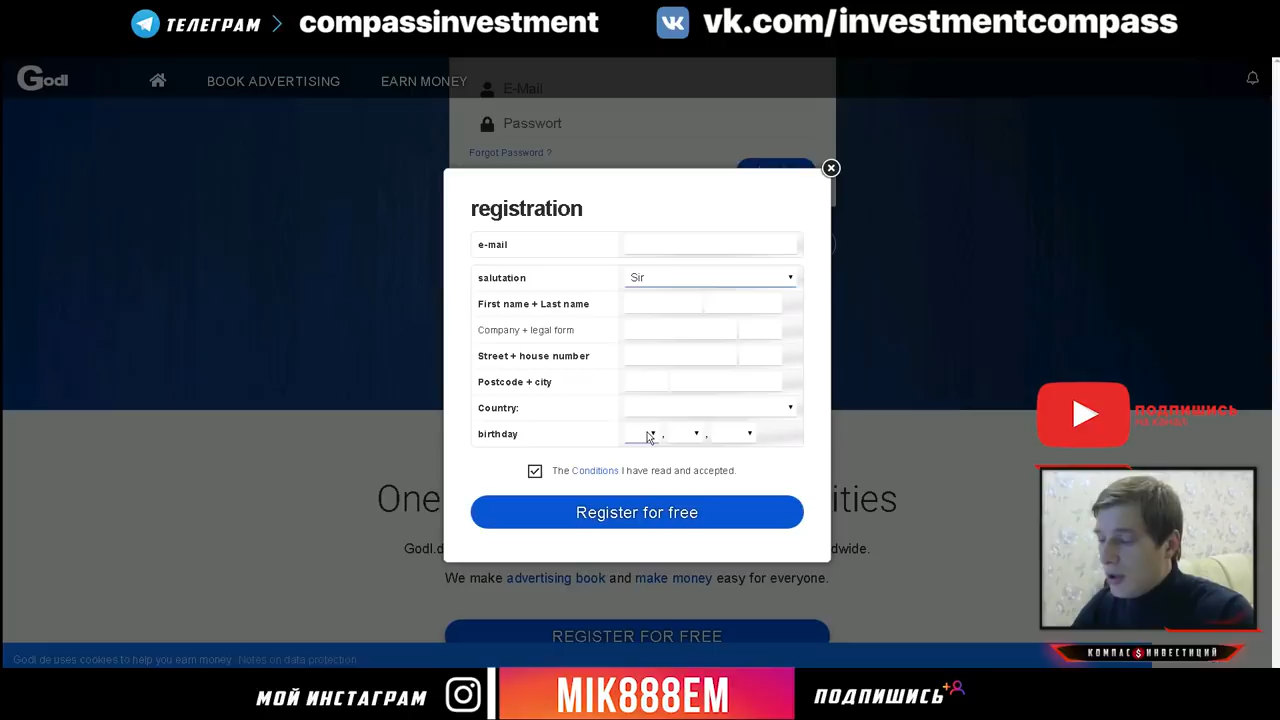 ТЕЛЕГРАМ > compassinvestment
vk.com/investmentcompass
Godl
BOOK ADVERTISING
EARN MONEY
E-Mail
Passwort
Forgot Password ?
registration
e-mail
salutation
Sir
First name + Last name
Company + legal form
Street + house number
Postcode + city
Country:
birthday
, ,
The Conditions I have read and accepted.
Register for free
One
ities
Godl.d
dwide.
We make advertising book and make money easy for everyone.
REGISTER FOR FREE
Godl.de uses cookies to help you earn money. Notes on data protection
ПОДПИШИСЬ
НА КАНАЛ
КОМПАС $ ИНВЕСТИЦИЙ
МОЙ ИНСТАГРАМ
MIK888EM
ПОДПИШИСЬ